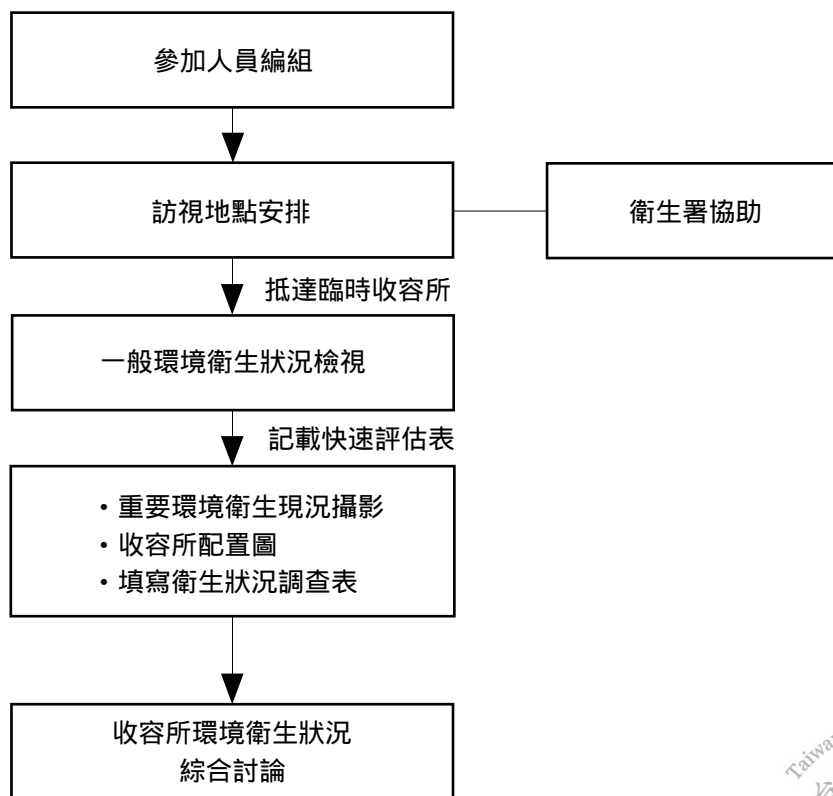 參加人員編組
訪視地點安排
衛生署協助
抵達臨時收容所
一般環境衛生狀況檢視
記載快速評估表
・重要環境衛生現況攝影
・收容所配置圖
・填寫衛生狀況調查表
收容所環境衛生狀況
綜合討論
Taiwan